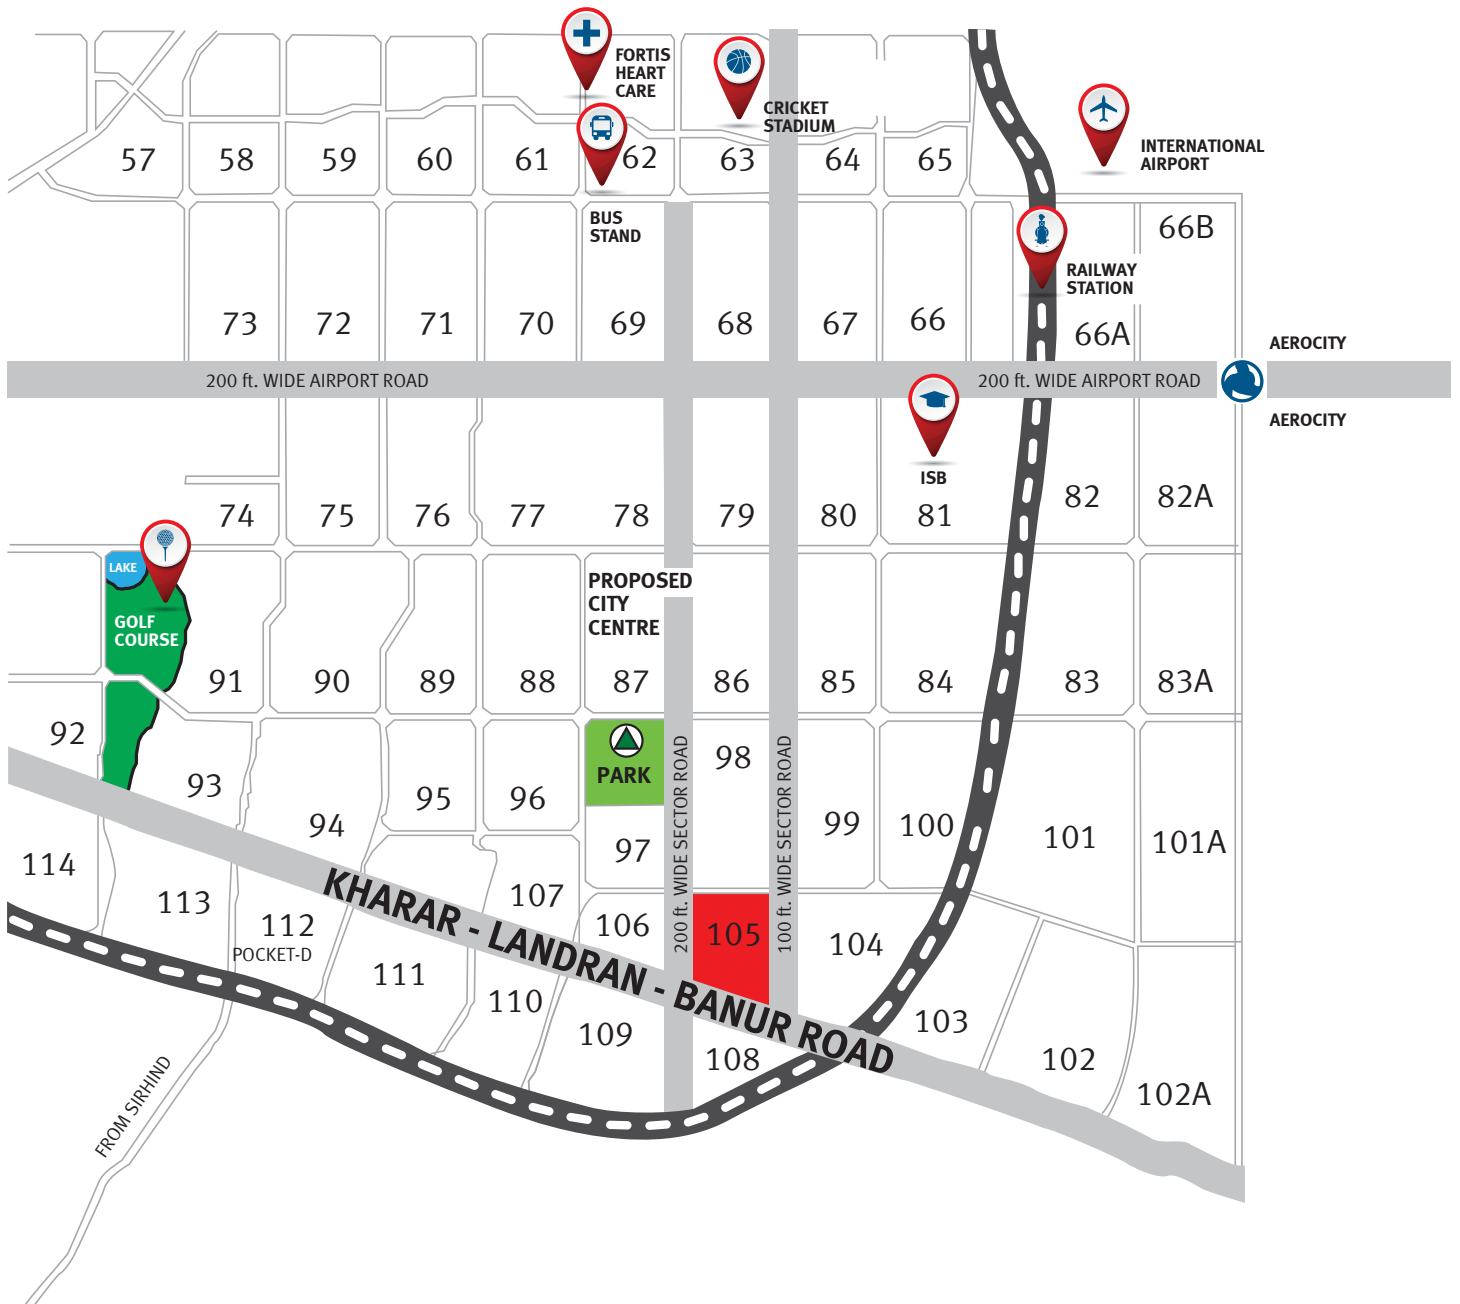 FORTIS
HEART
CARE
CRICKET
STADIUM
INTERNATIONAL
AIRPORT
57
58
59
60
61
62
63
64
65
BUS
STAND
66B
RAILWAY
STATION
73
72
71
70
69
68
67
66
66A
AEROCITY
200 ft. WIDE AIRPORT ROAD
200 ft. WIDE AIRPORT ROAD
AEROCITY
ISB
74
75
76
77
78
79
80
81
82
82A
LAKE
GOLF
COURSE
PROPOSED
CITY
CENTRE
91
90
89
88
87
86
85
84
83
83A
92
93
94
95
96
PARK
97
98
99
100
101
101A
200 ft. WIDE SECTOR ROAD
100 ft. WIDE SECTOR ROAD
114
113
112
POCKET-D
111
107
106
105
104
110
109
108
103
102
102A
KHARAR - LANDRAN - BANUR ROAD
FROM SIRHIND